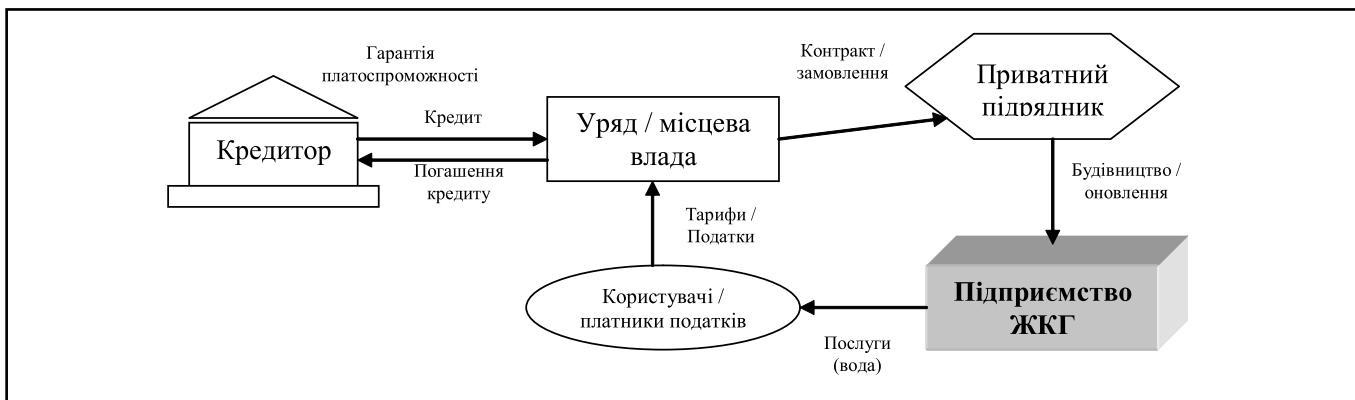 Гарантія
платоспроможності
Контракт /
замовлення
Приватний
підрядник
Кредит
Уряд / місцева
влада
Кредитор
Погашення
кредиту
Будівництво /
оновлення
Тарифи /
Податки
Користувачі /
платники податків
Підприємство
ЖКГ
Послуги
(вода)